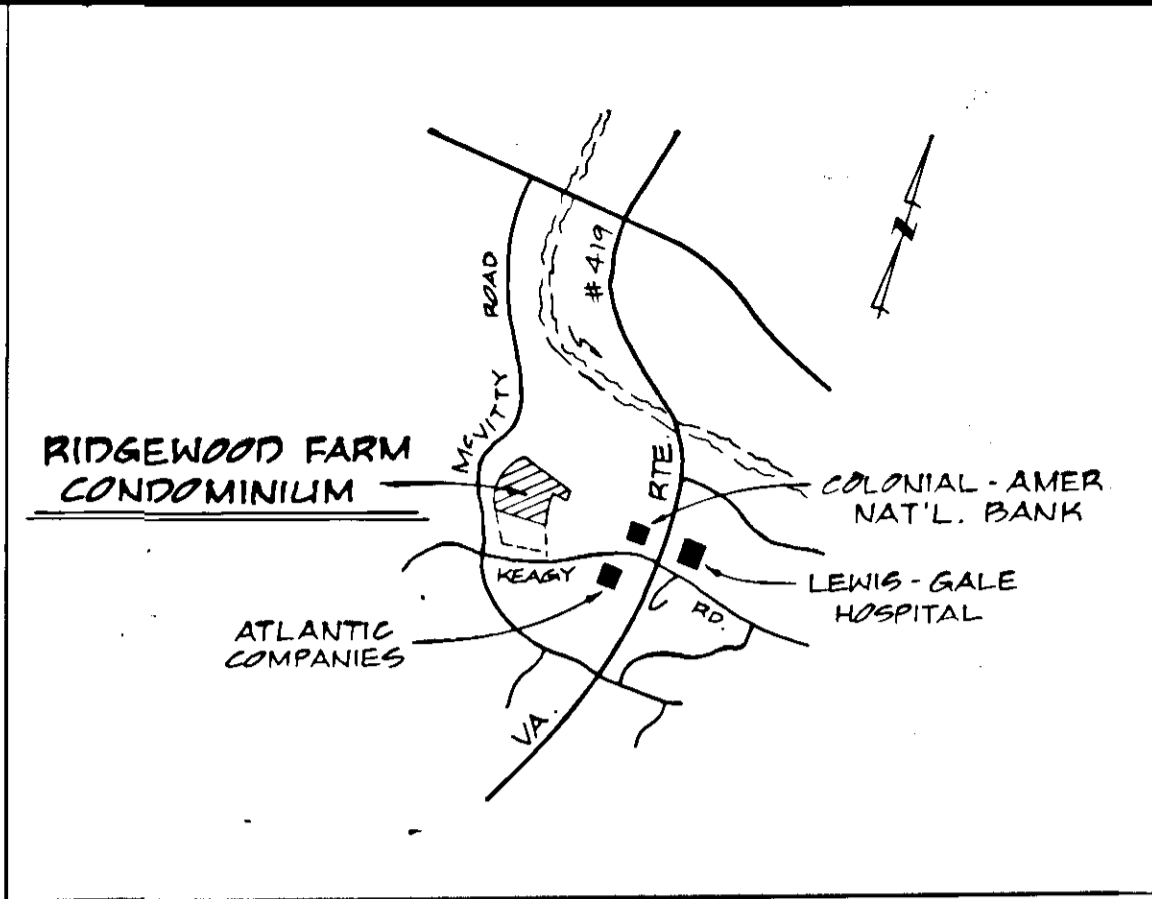 N
# 419
ROAD
McVITTY
RIDGEWOOD FARM
CONDOMINIUM
RTE.
COLONIAL - AMER
NAT'L. BANK
KEAGY
RD.
LEWIS - GALE
HOSPITAL
ATLANTIC
COMPANIES
VA.